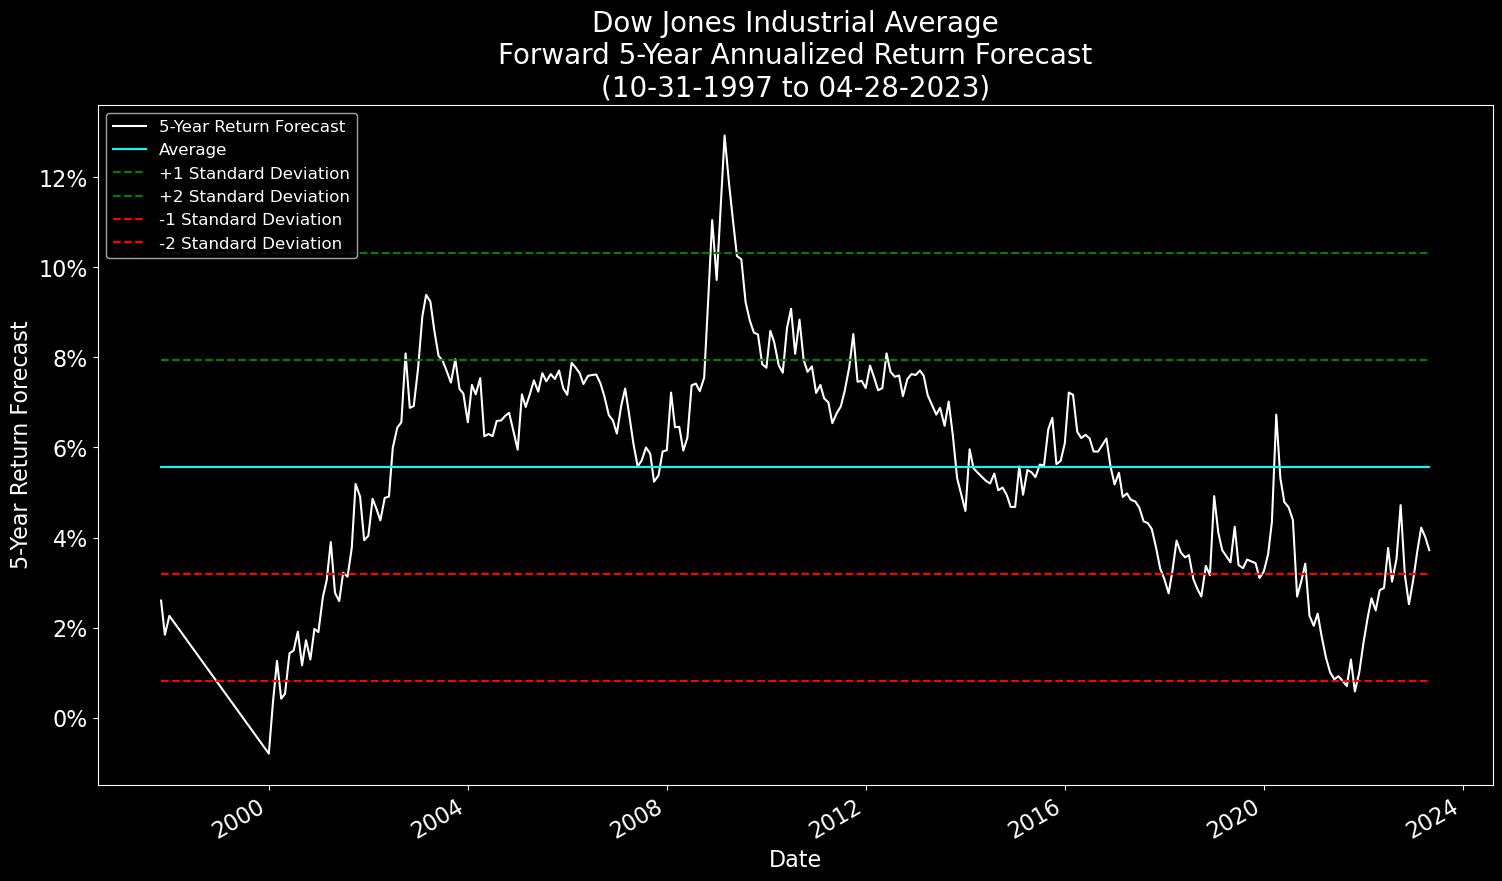 Dow Jones Industrial Average
Forward 5-Year Annualized Return Forecast
(10-31-1997 to 04-28-2023)
5-Year Return Forecast
Average
+1 Standard Deviation
+2 Standard Deviation
-1 Standard Deviation
-2 Standard Deviation
12%
10%
8%
6%
4%
2%
0%
5-Year Return Forecast
2000
2004
2008
2012
2016
2020
2024
Date